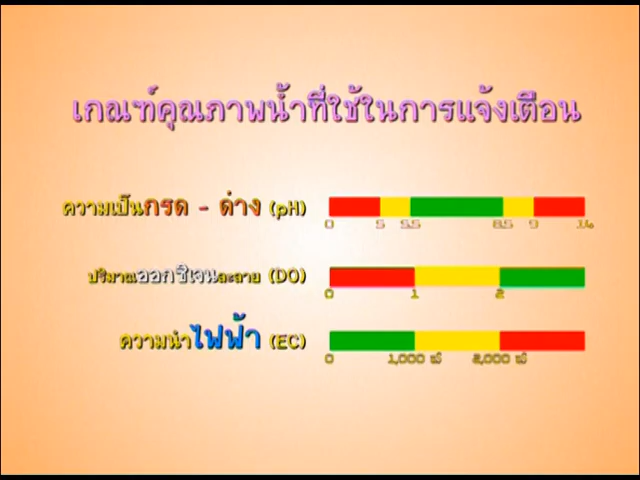 เกณฑ์คุณภาพน้ำที่ใช้ในการแจ้งเตือน
ความเป็นกรด - ด่าง (pH)
0 5 5.5 8.5 9 14
ปริมาณออกซิเจนละลาย (DO)
0 1 2
ความนำไฟฟ้า (EC)
0 1,000 2,000